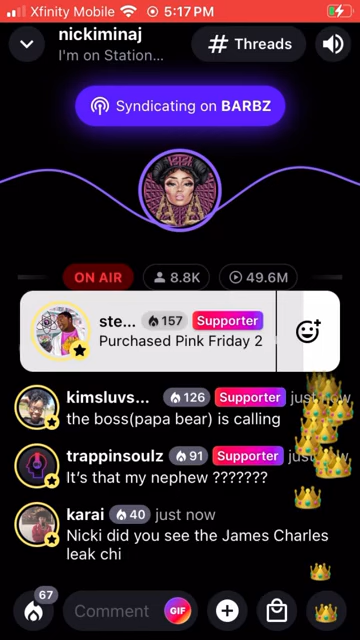 Xfinity Mobile 5:17 PM
nickiminaj
I'm on Station...
# Threads
Syndicating on BARBZ
ON AIR 8.8K 49.6M
ste... 157 Supporter
Purchased Pink Friday 2
kimsluvs... 126 Supporter just now
the boss(papa bear) is calling
trappinsoulz 91 Supporter just
It's that my nephew ???????
karai 40 just now
Nicki did you see the James Charles
leak chi
67
Comment
GIF